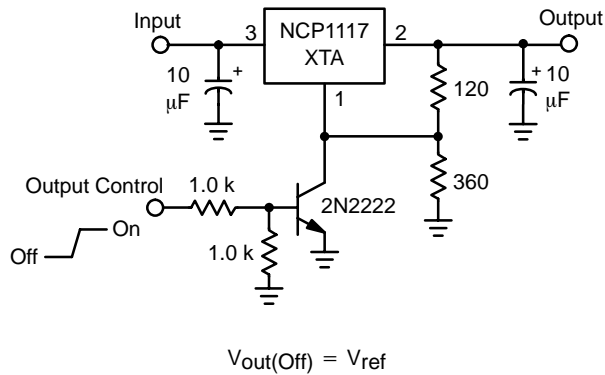 Input
Output
3
NCP1117
XTA
2
10
μF
+
1
120
+
10
μF
360
Output Control
1.0 k
2N2222
On
Off
1.0 k
Vout(Off) = Vref